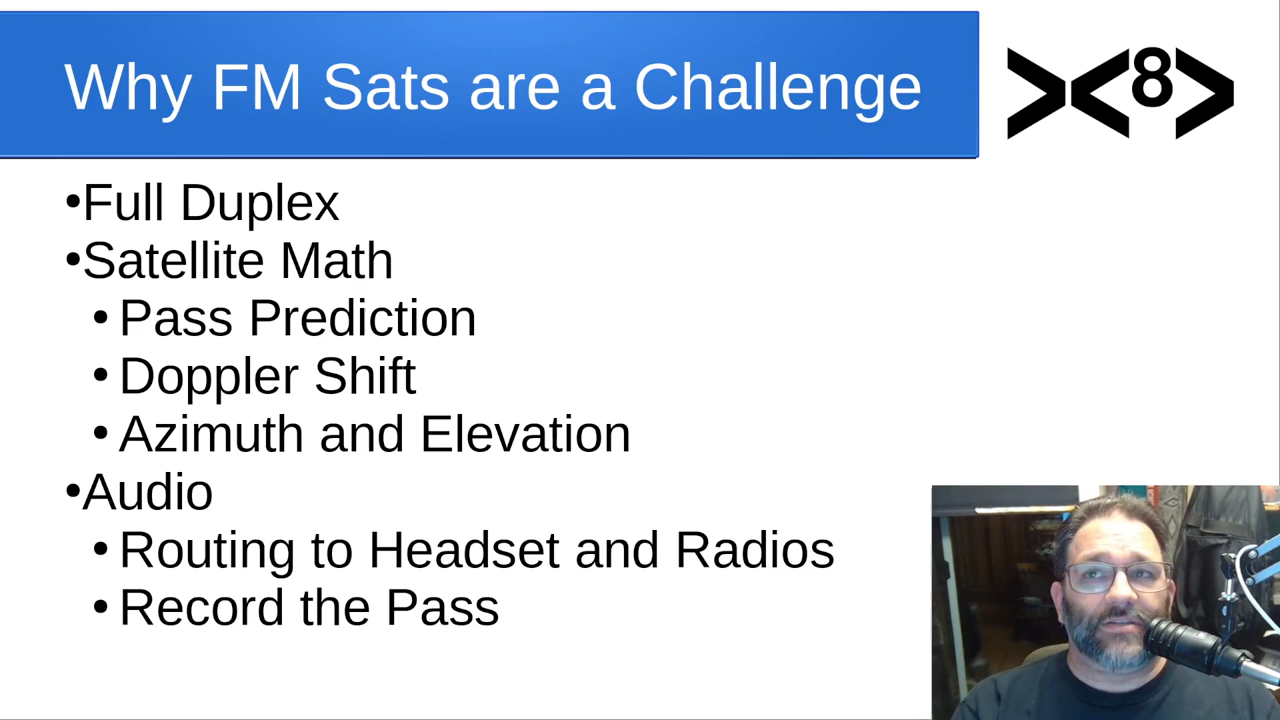 Why FM Sats are a Challenge
><8>
•Full Duplex
•Satellite Math
• Pass Prediction
• Doppler Shift
• Azimuth and Elevation
•Audio
• Routing to Headset and Radios
• Record the Pass